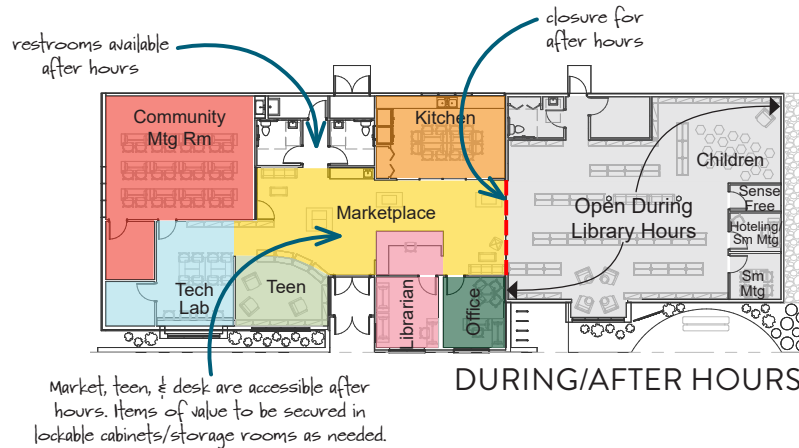 restrooms available
after hours
closure for
after hours
Community
Mtg Rm
Kitchen
Children
Sense
Free
Marketplace
Open During
Library Hours
Hoteling/
Sm Mtg
Sm
Mtg
Tech
Lab
Teen
Librarian
Office
Market, teen, & desk are accessible after
hours. Items of value to be secured in
lockable cabinets/storage rooms as needed.
DURING/AFTER HOURS